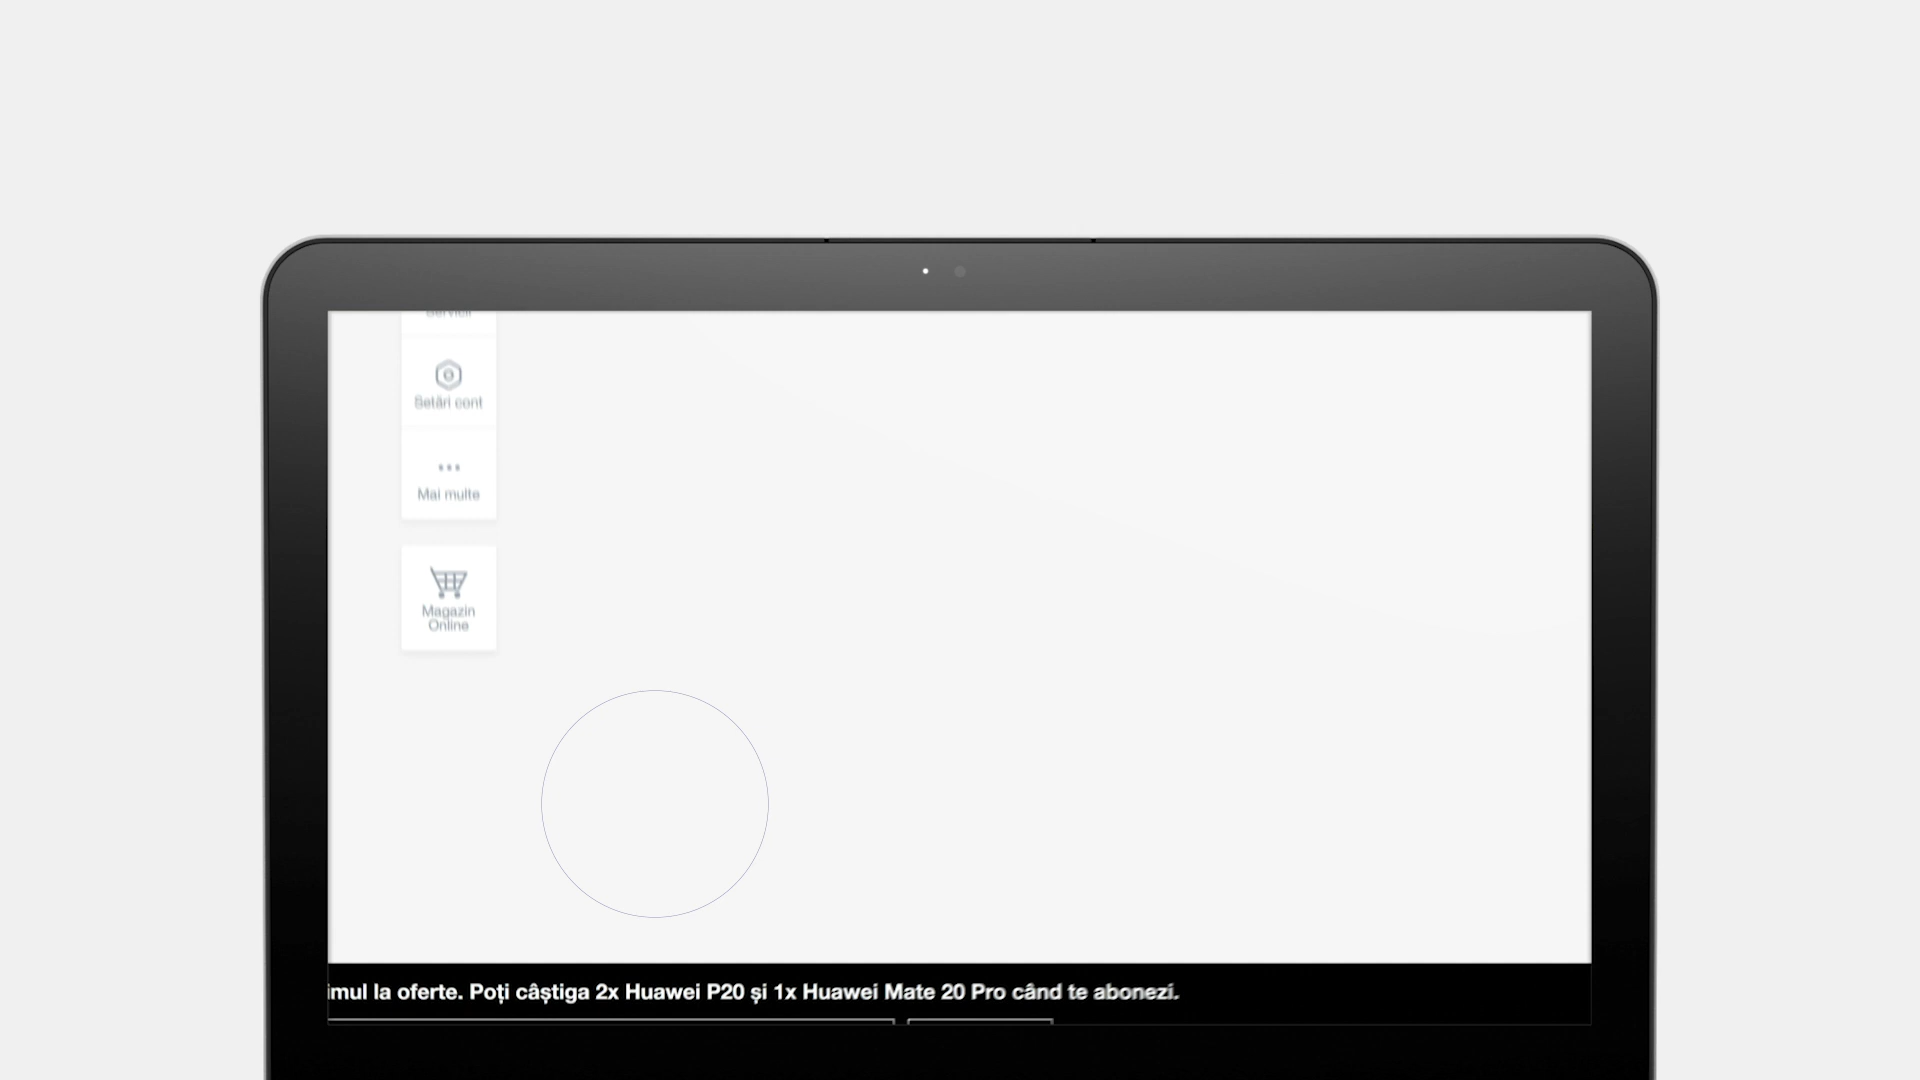 Servicii
Setări cont
Mai multe
Magazin
Online
imul la oferte. Poți câștiga 2x Huawei P20 și 1x Huawei Mate 20 Pro când te abonezi.